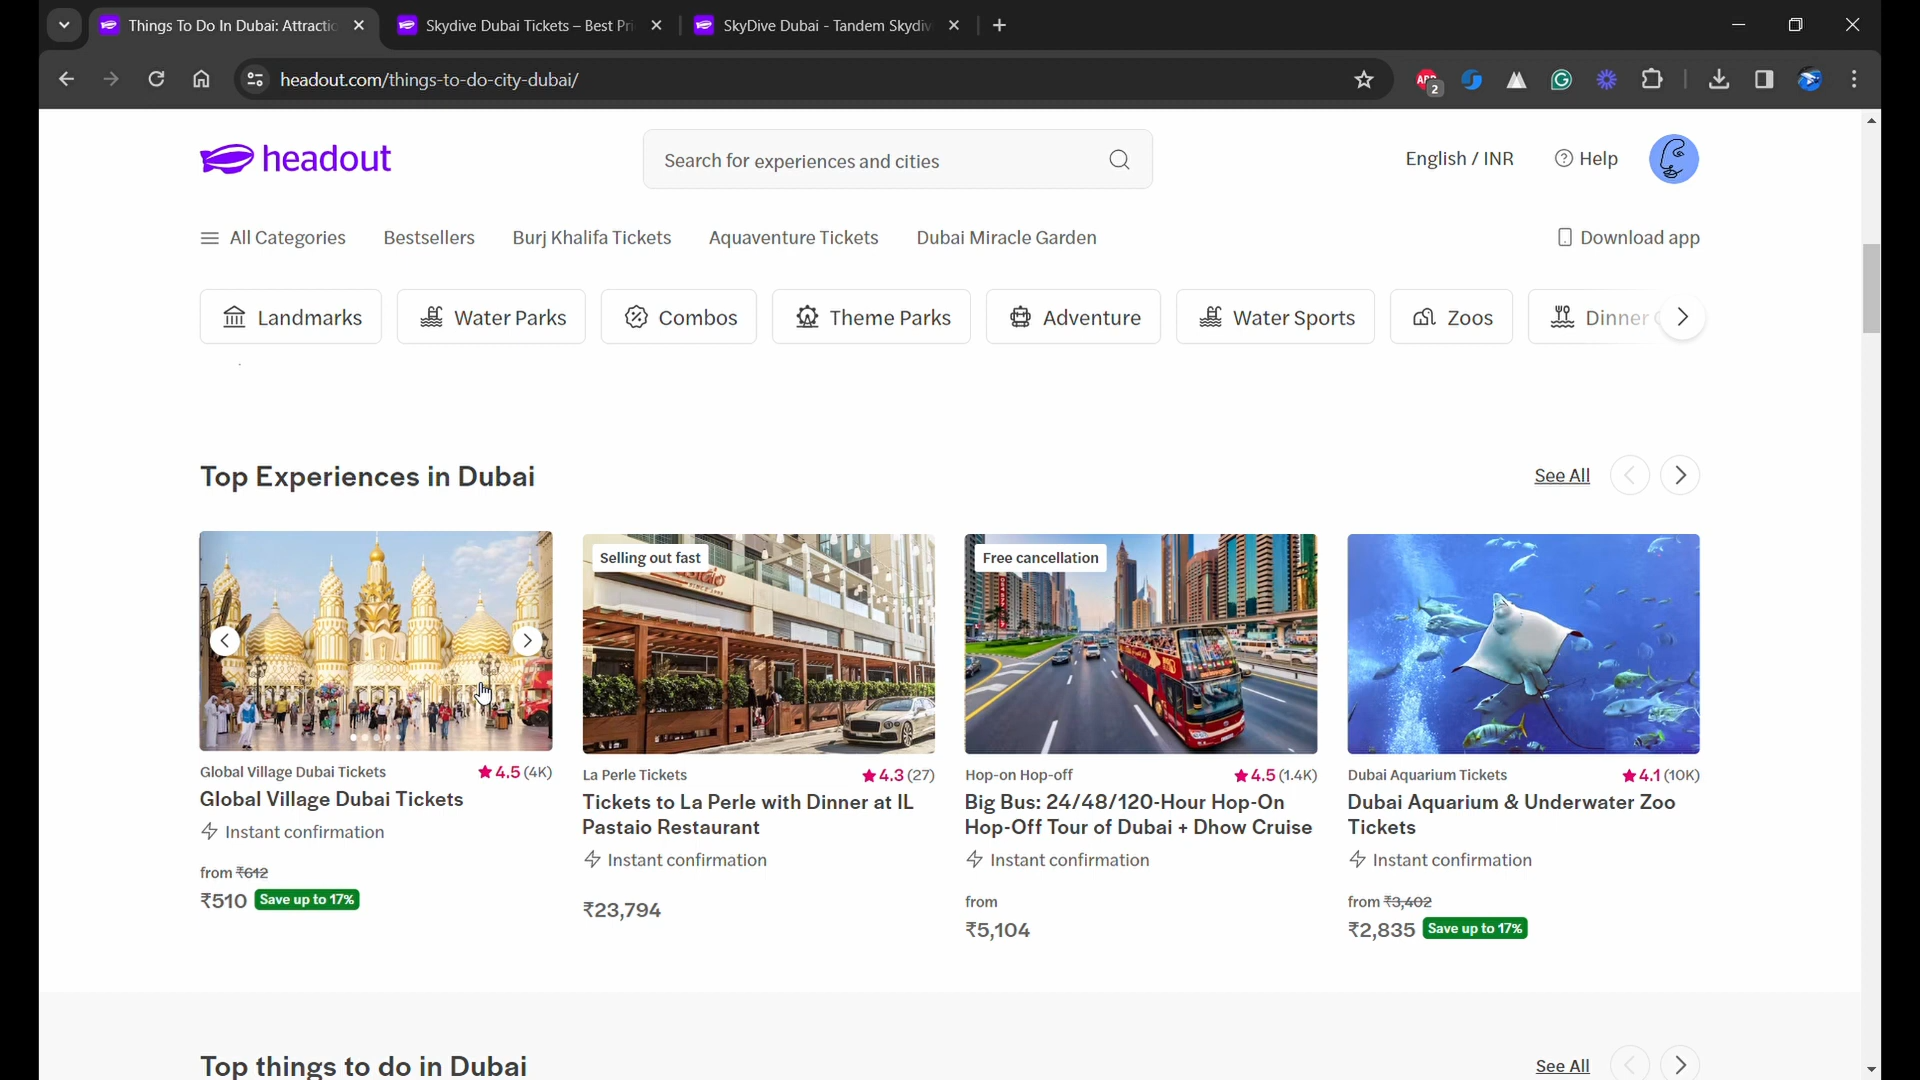 Things To Do In Dubai: Attractic
Skydive Dubai Tickets – Best Pri
SkyDive Dubai - Tandem Skydiv
headout.com/things-to-do-city-dubai/
2
headout
Search for experiences and cities
English / INR
Help
All Categories
Bestsellers
Burj Khalifa Tickets
Aquaventure Tickets
Dubai Miracle Garden
Download app
Landmarks
Water Parks
Combos
Theme Parks
Adventure
Water Sports
Zoos
Dinner
Top Experiences in Dubai
See All
Global Village Dubai Tickets
★4.5 (4K)
Global Village Dubai Tickets
Instant confirmation
from ₹612
₹510 Save up to 17%
Selling out fast
La Perle Tickets
★4.3 (27)
Tickets to La Perle with Dinner at IL
Pastaio Restaurant
Instant confirmation
₹23,794
Free cancellation
Hop-on Hop-off
★4.5 (1.4K)
Big Bus: 24/48/120-Hour Hop-On
Hop-Off Tour of Dubai + Dhow Cruise
Instant confirmation
from
₹5,104
Dubai Aquarium Tickets
★4.1 (10K)
Dubai Aquarium & Underwater Zoo
Tickets
Instant confirmation
from ₹3,402
₹2,835 Save up to 17%
Top things to do in Dubai
See All